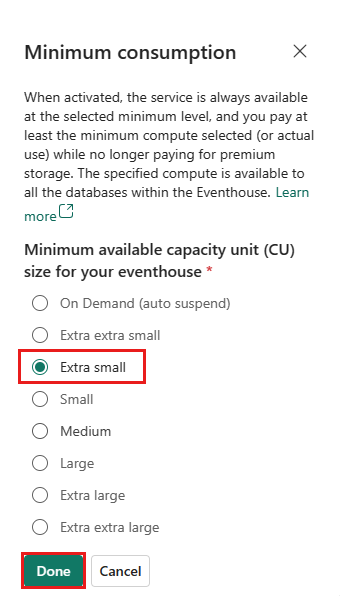 Minimum consumption
When activated, the service is always available
at the selected minimum level, and you pay at
least the minimum compute selected (or actual
use) while no longer paying for premium
storage. The specified compute is available to
all the databases within the Eventhouse. Learn
more
Minimum available capacity unit (CU)
size for your eventhouse *
On Demand (auto suspend)
Extra extra small
Extra small
Small
Medium
Large
Extra large
Extra extra large
Done Cancel